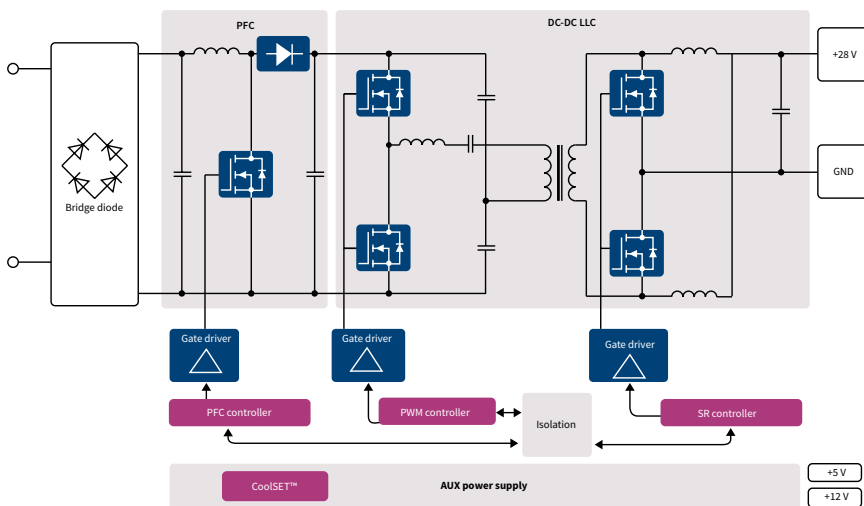 PFC
DC-DC LLC
+28 V
GND
Bridge diode
Gate driver
Gate driver
Gate driver
PFC controller
PWM controller
Isolation
SR controller
CoolSET™
AUX power supply
+5 V
+12 V